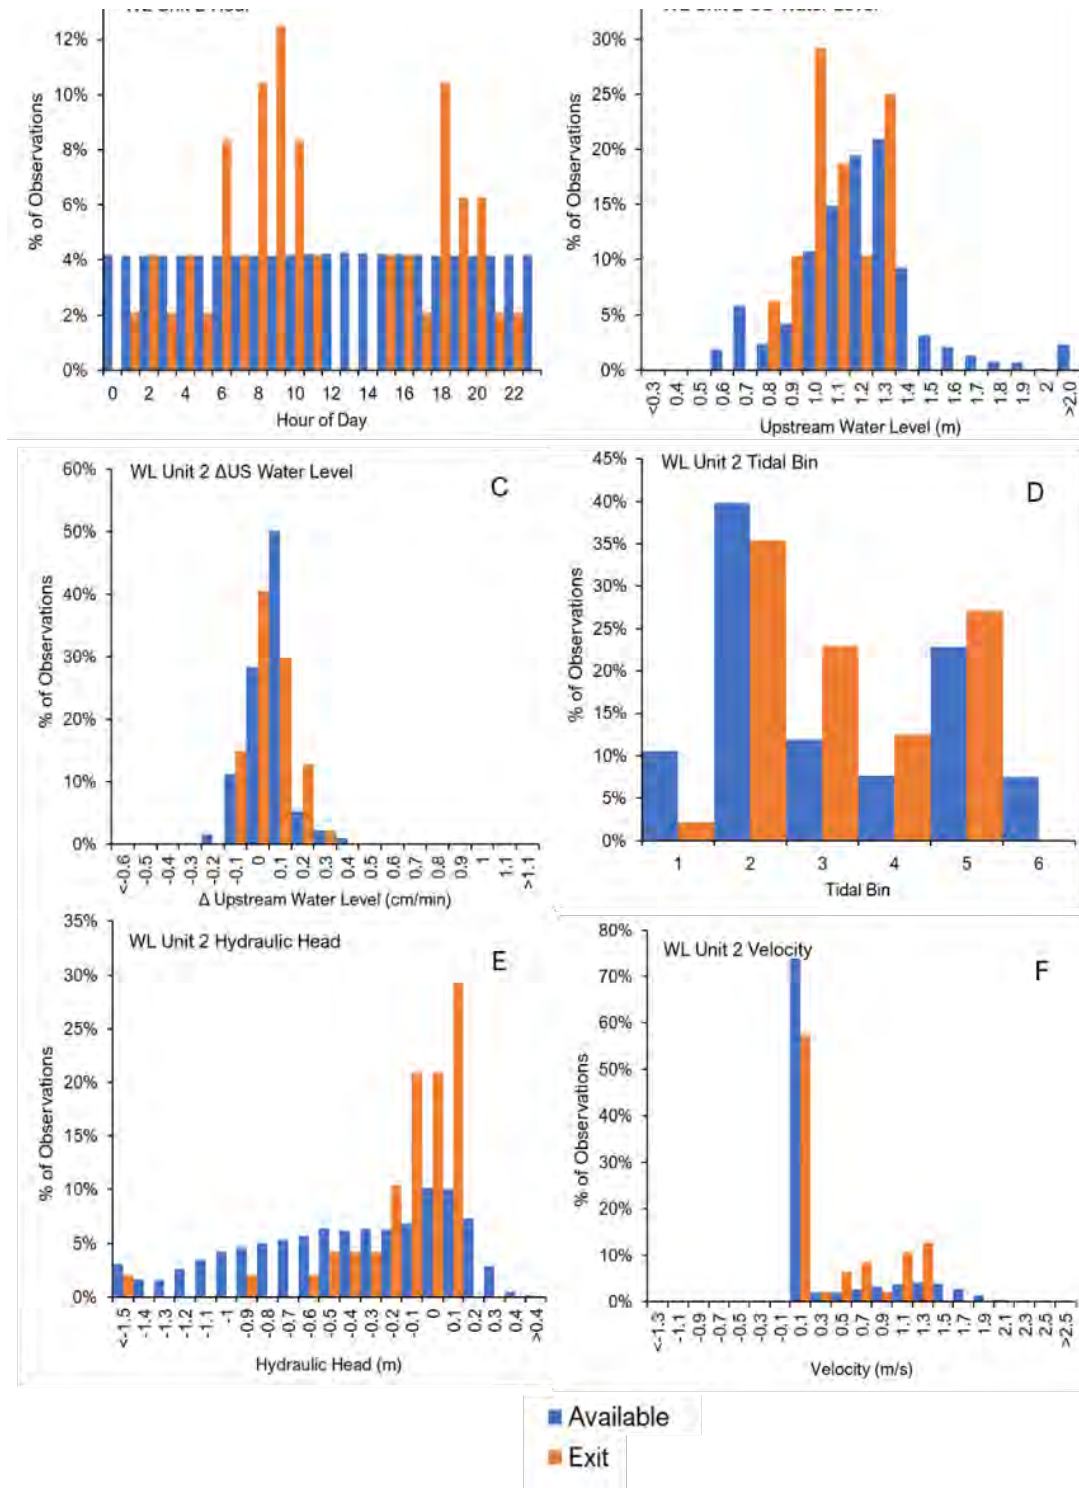 12%
10%
8%
6%
4%
2%
0%
% of Observations
0 2 4 6 8 10 12 14 16 18 20 22
Hour of Day
30%
25%
20%
15%
10%
5%
0%
% of Observations
<0.3 0.4 0.5 0.6 0.7 0.8 0.9 1.0 1.1 1.2 1.3 1.4 1.5 1.6 1.7 1.8 1.9 2 >2.0
Upstream Water Level (m)
WL Unit 2 ΔUS Water Level
C
60%
50%
40%
30%
20%
10%
0%
% of Observations
<-0.6 -0.5 -0.4 -0.3 -0.2 -0.1 0 0.1 0.2 0.3 0.4 0.5 0.6 0.7 0.8 0.9 1 1.1 >1.1
Δ Upstream Water Level (cm/min)
WL Unit 2 Tidal Bin
D
45%
40%
35%
30%
25%
20%
15%
10%
5%
0%
% of Observations
1 2 3 4 5 6
Tidal Bin
WL Unit 2 Hydraulic Head
E
35%
30%
25%
20%
15%
10%
5%
0%
% of Observations
<-1.5 -1.4 -1.3 -1.2 -1.1 -1 -0.9 -0.8 -0.7 -0.6 -0.5 -0.4 -0.3 -0.2 -0.1 0 0.1 0.2 0.3 0.4 >0.4
Hydraulic Head (m)
WL Unit 2 Velocity
F
80%
70%
60%
50%
40%
30%
20%
10%
0%
% of Observations
<-1.3 -1.1 -0.9 -0.7 -0.5 -0.3 -0.1 0.1 0.3 0.5 0.7 0.9 1.1 1.3 1.5 1.7 1.9 2.1 2.3 2.5 >2.5
Velocity (m/s)
Available
Exit